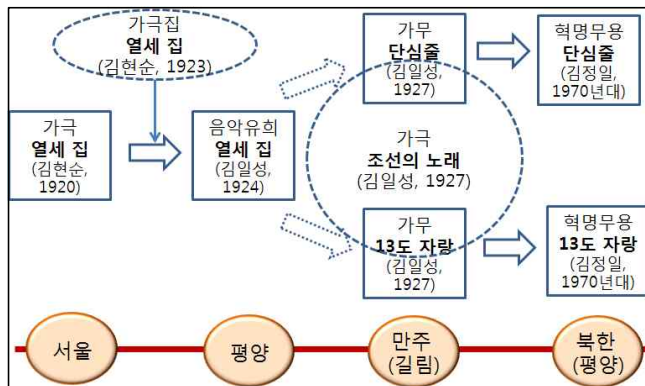 가극집
열세 집
(김현순, 1923)
가극
열세 집
(김현순,
1920)
음악유희
열세 집
(김일성,
1924)
가무
단심줄
(김일성,
1927)
혁명무용
단심줄
(김정일,
1970년대)
가극
조선의 노래
(김일성, 1927)
가무
13도 자랑
(김일성,
1927)
혁명무용
13도 자랑
(김정일,
1970년대)
서울
평양
만주
(길림)
북한
(평양)